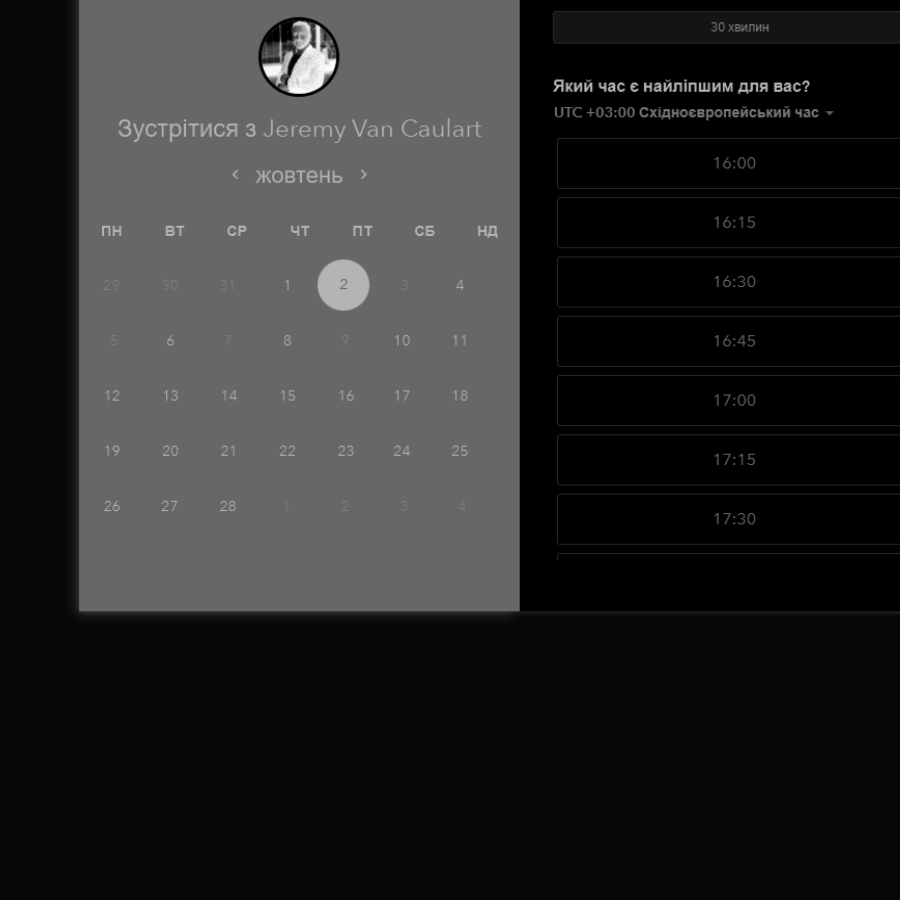 Зустрітися з Jeremy Van Caulart
жовтень
ПН ВТ СР ЧТ ПТ СБ НД
29 30 31 1 2 3 4
5 6 7 8 9 10 11
12 13 14 15 16 17 18
19 20 21 22 23 24 25
26 27 28 1 2 3 4
30 хвилин
Який час є найліпшим для вас?
UTC +03:00 Східноєвропейський час
16:00
16:15
16:30
16:45
17:00
17:15
17:30